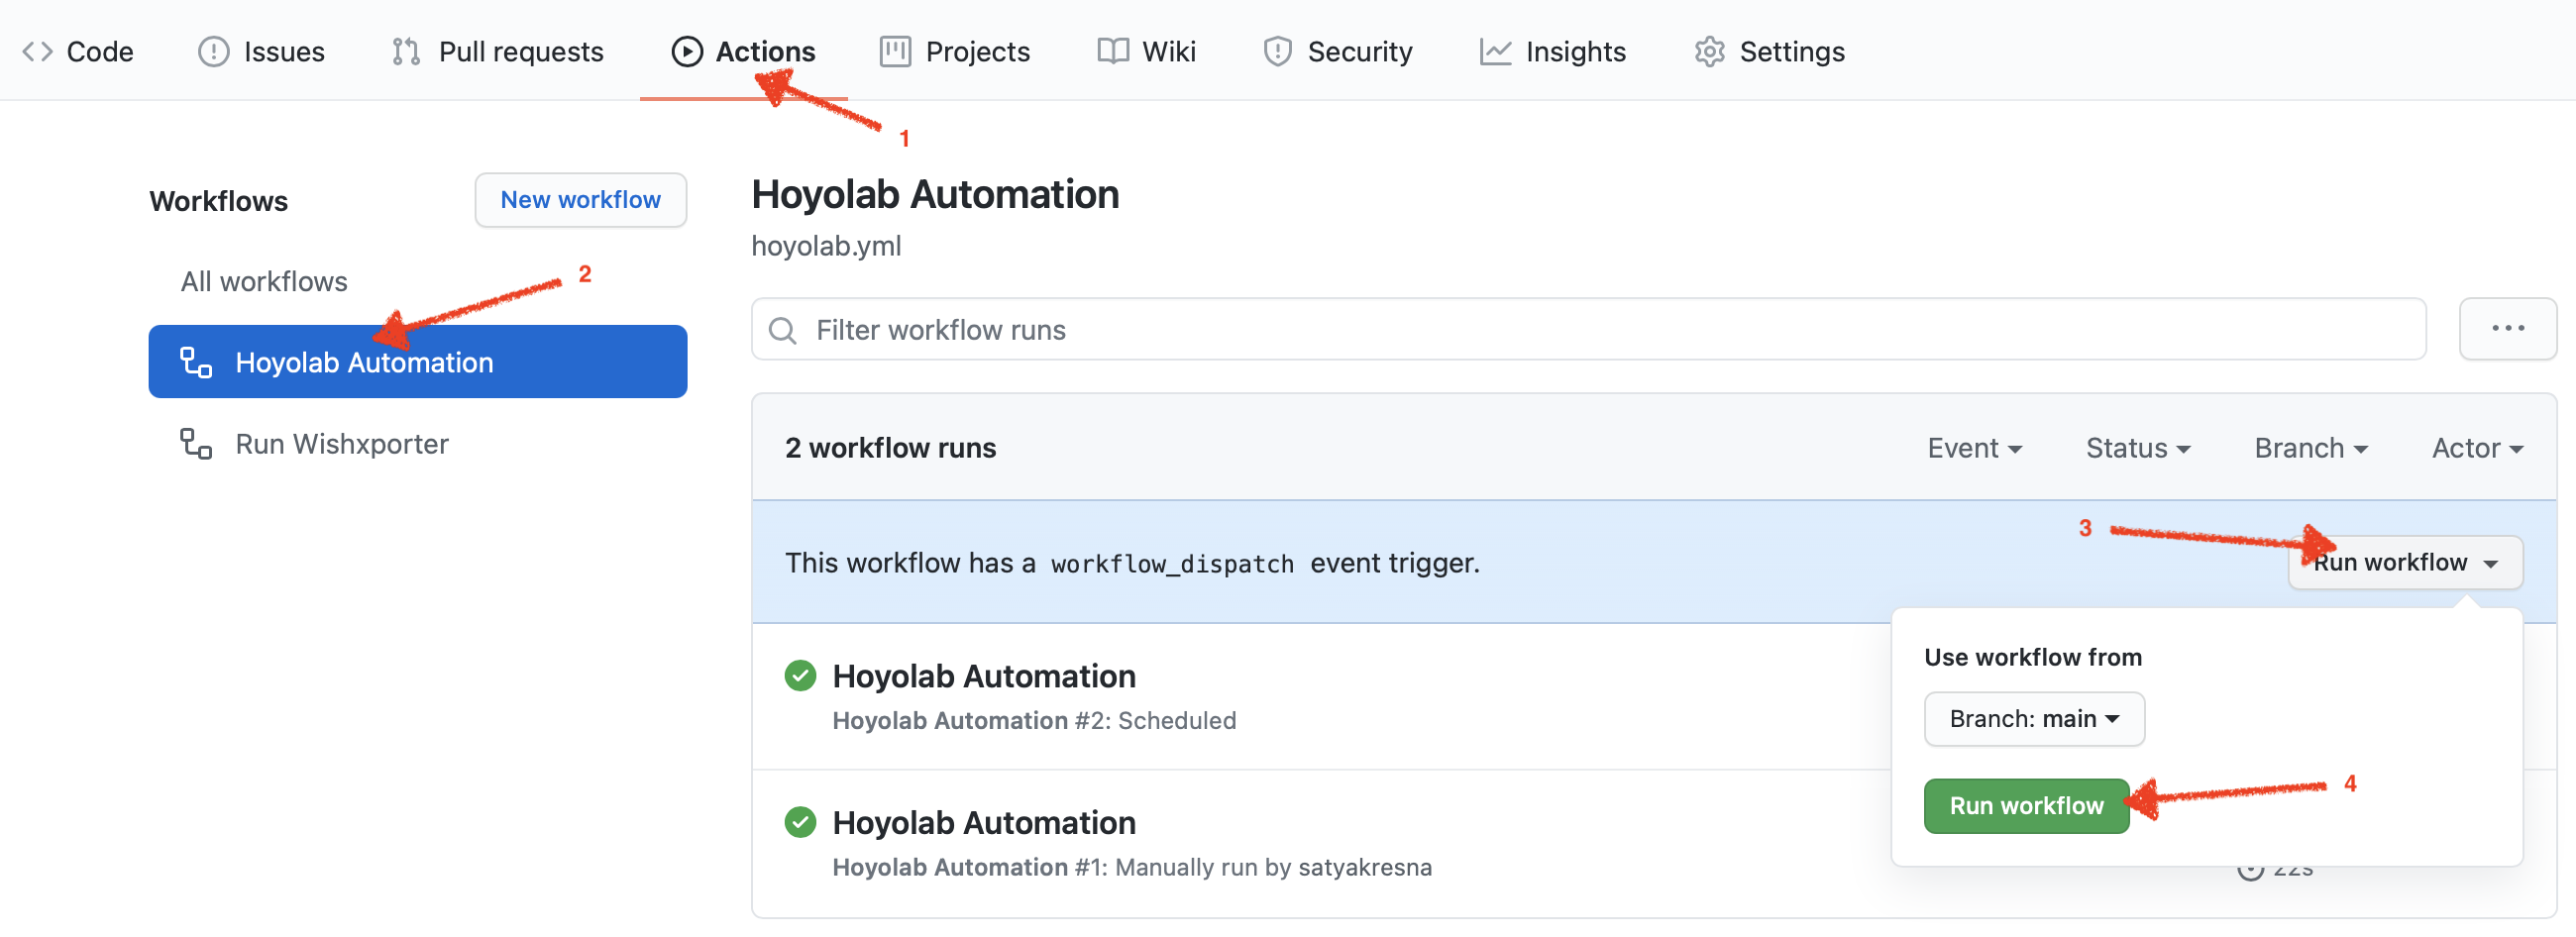 Code Issues Pull requests Actions Projects Wiki Security Insights Settings
1
Workflows New workflow
All workflows
2
Hoyolab Automation
Run Wishxporter
Hoyolab Automation
hoyolab.yml
Filter workflow runs
2 workflow runs Event Status Branch Actor
This workflow has a workflow_dispatch event trigger.
3
Run workflow
Use workflow from
Branch: main
Run workflow
4
Hoyolab Automation
Hoyolab Automation #2: Scheduled
Hoyolab Automation
Hoyolab Automation #1: Manually run by satyakresna
22s